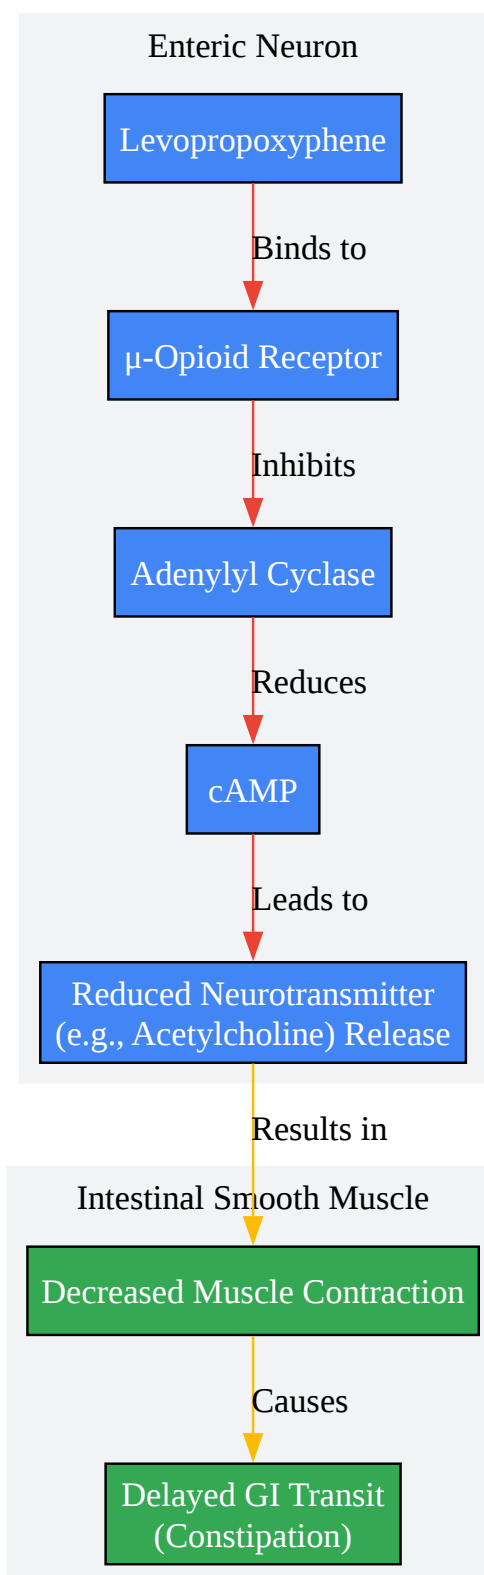 Enteric Neuron
Levopropoxyphene
Binds to
μ-Opioid Receptor
Inhibits
Adenylyl Cyclase
Reduces
cAMP
Leads to
Reduced Neurotransmitter
(e.g., Acetylcholine) Release
Results in
Intestinal Smooth Muscle
Decreased Muscle Contraction
Causes
Delayed GI Transit
(Constipation)